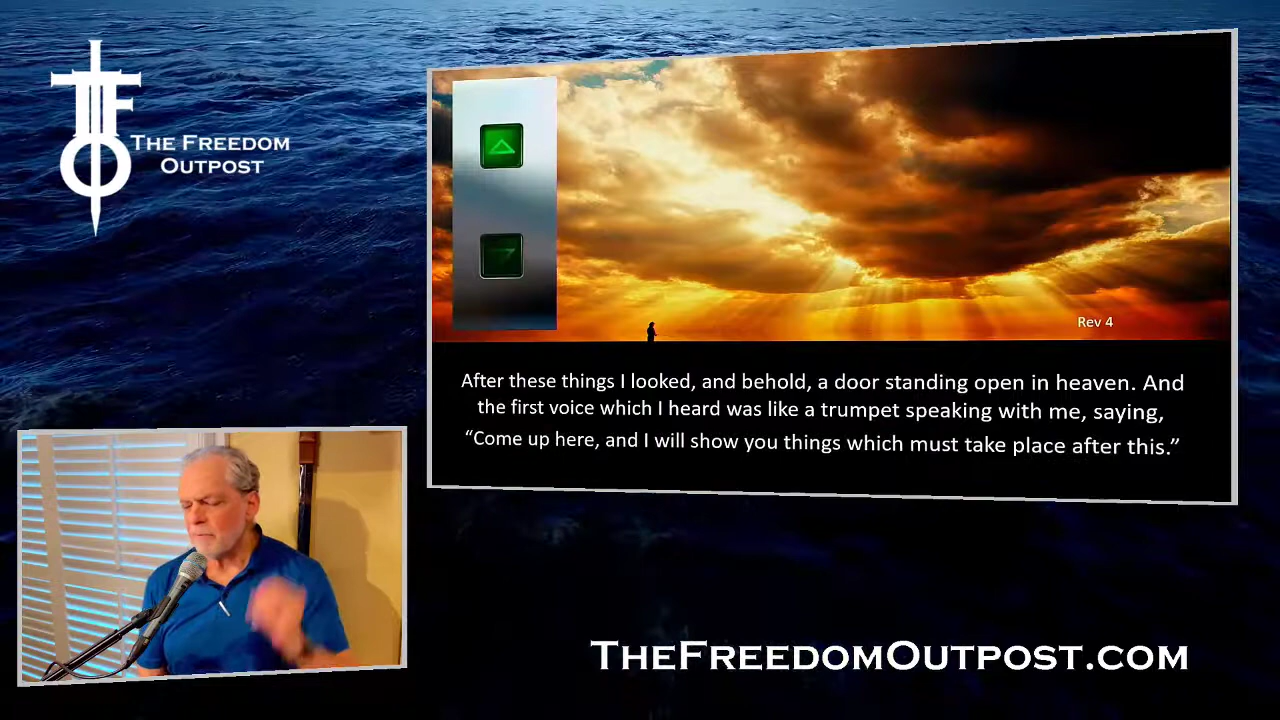 The Freedom
Outpost
Rev 4
After these things I looked, and behold, a door standing open in heaven. And
the first voice which I heard was like a trumpet speaking with me, saying,
“Come up here, and I will show you things which must take place after this.”
TheFreedomOutpost.com